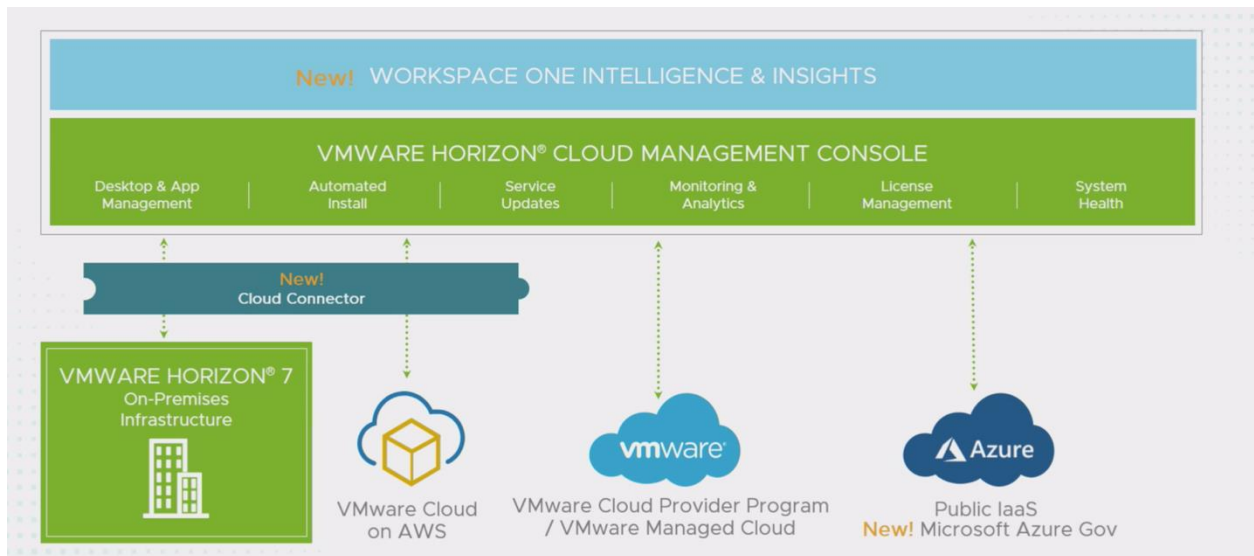 New! WORKSPACE ONE INTELLIGENCE & INSIGHTS
VMWARE HORIZON® CLOUD MANAGEMENT CONSOLE
Desktop & App
Management
Automated
Install
Service
Updates
Monitoring &
Analytics
License
Management
System
Health
New!
Cloud Connector
VMWARE HORIZON® 7
On-Premises
Infrastructure
VMware Cloud
on AWS
vmware®
VMware Cloud Provider Program
/ VMware Managed Cloud
Azure
Public IaaS
New! Microsoft Azure Gov